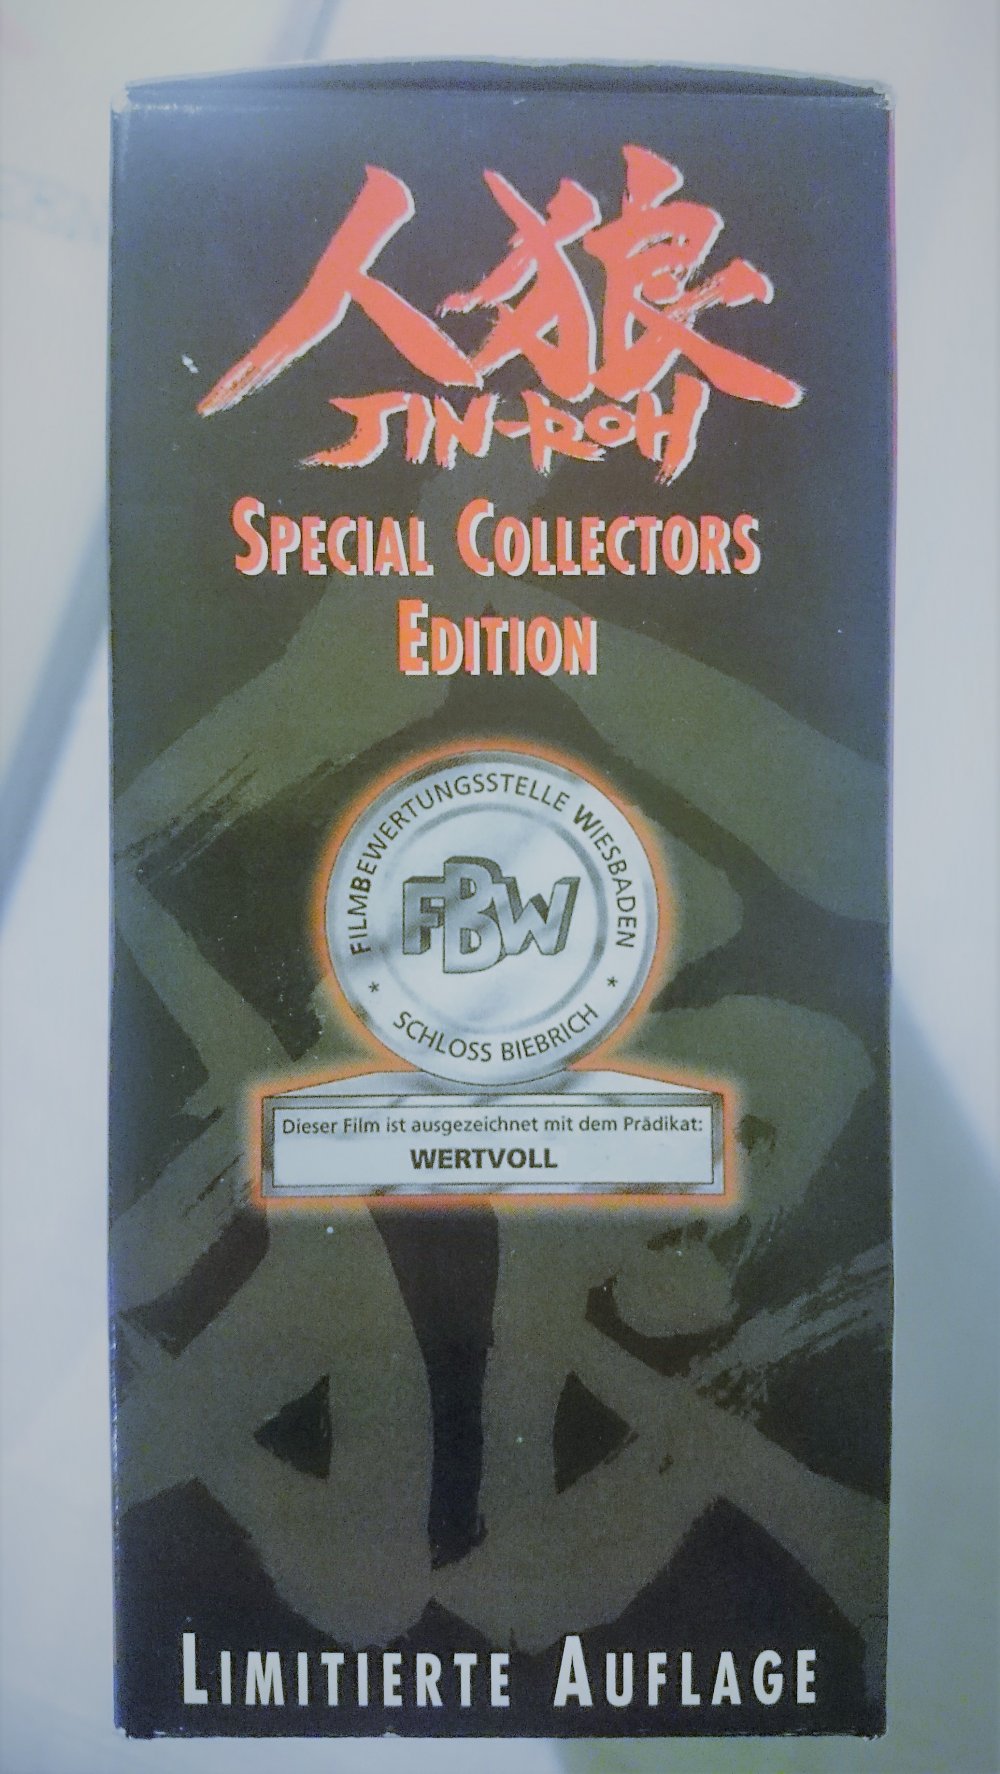 人狼
JIN-ROH
SPECIAL COLLECTORS
EDITION
FILMBEWERTUNGSSTELLE WIESBADEN
FBW
* SCHLOSS BIEBRICH *
Dieser Film ist ausgezeichnet mit dem Prädikat:
WERTVOLL
LIMITIERTE AUFLAGE